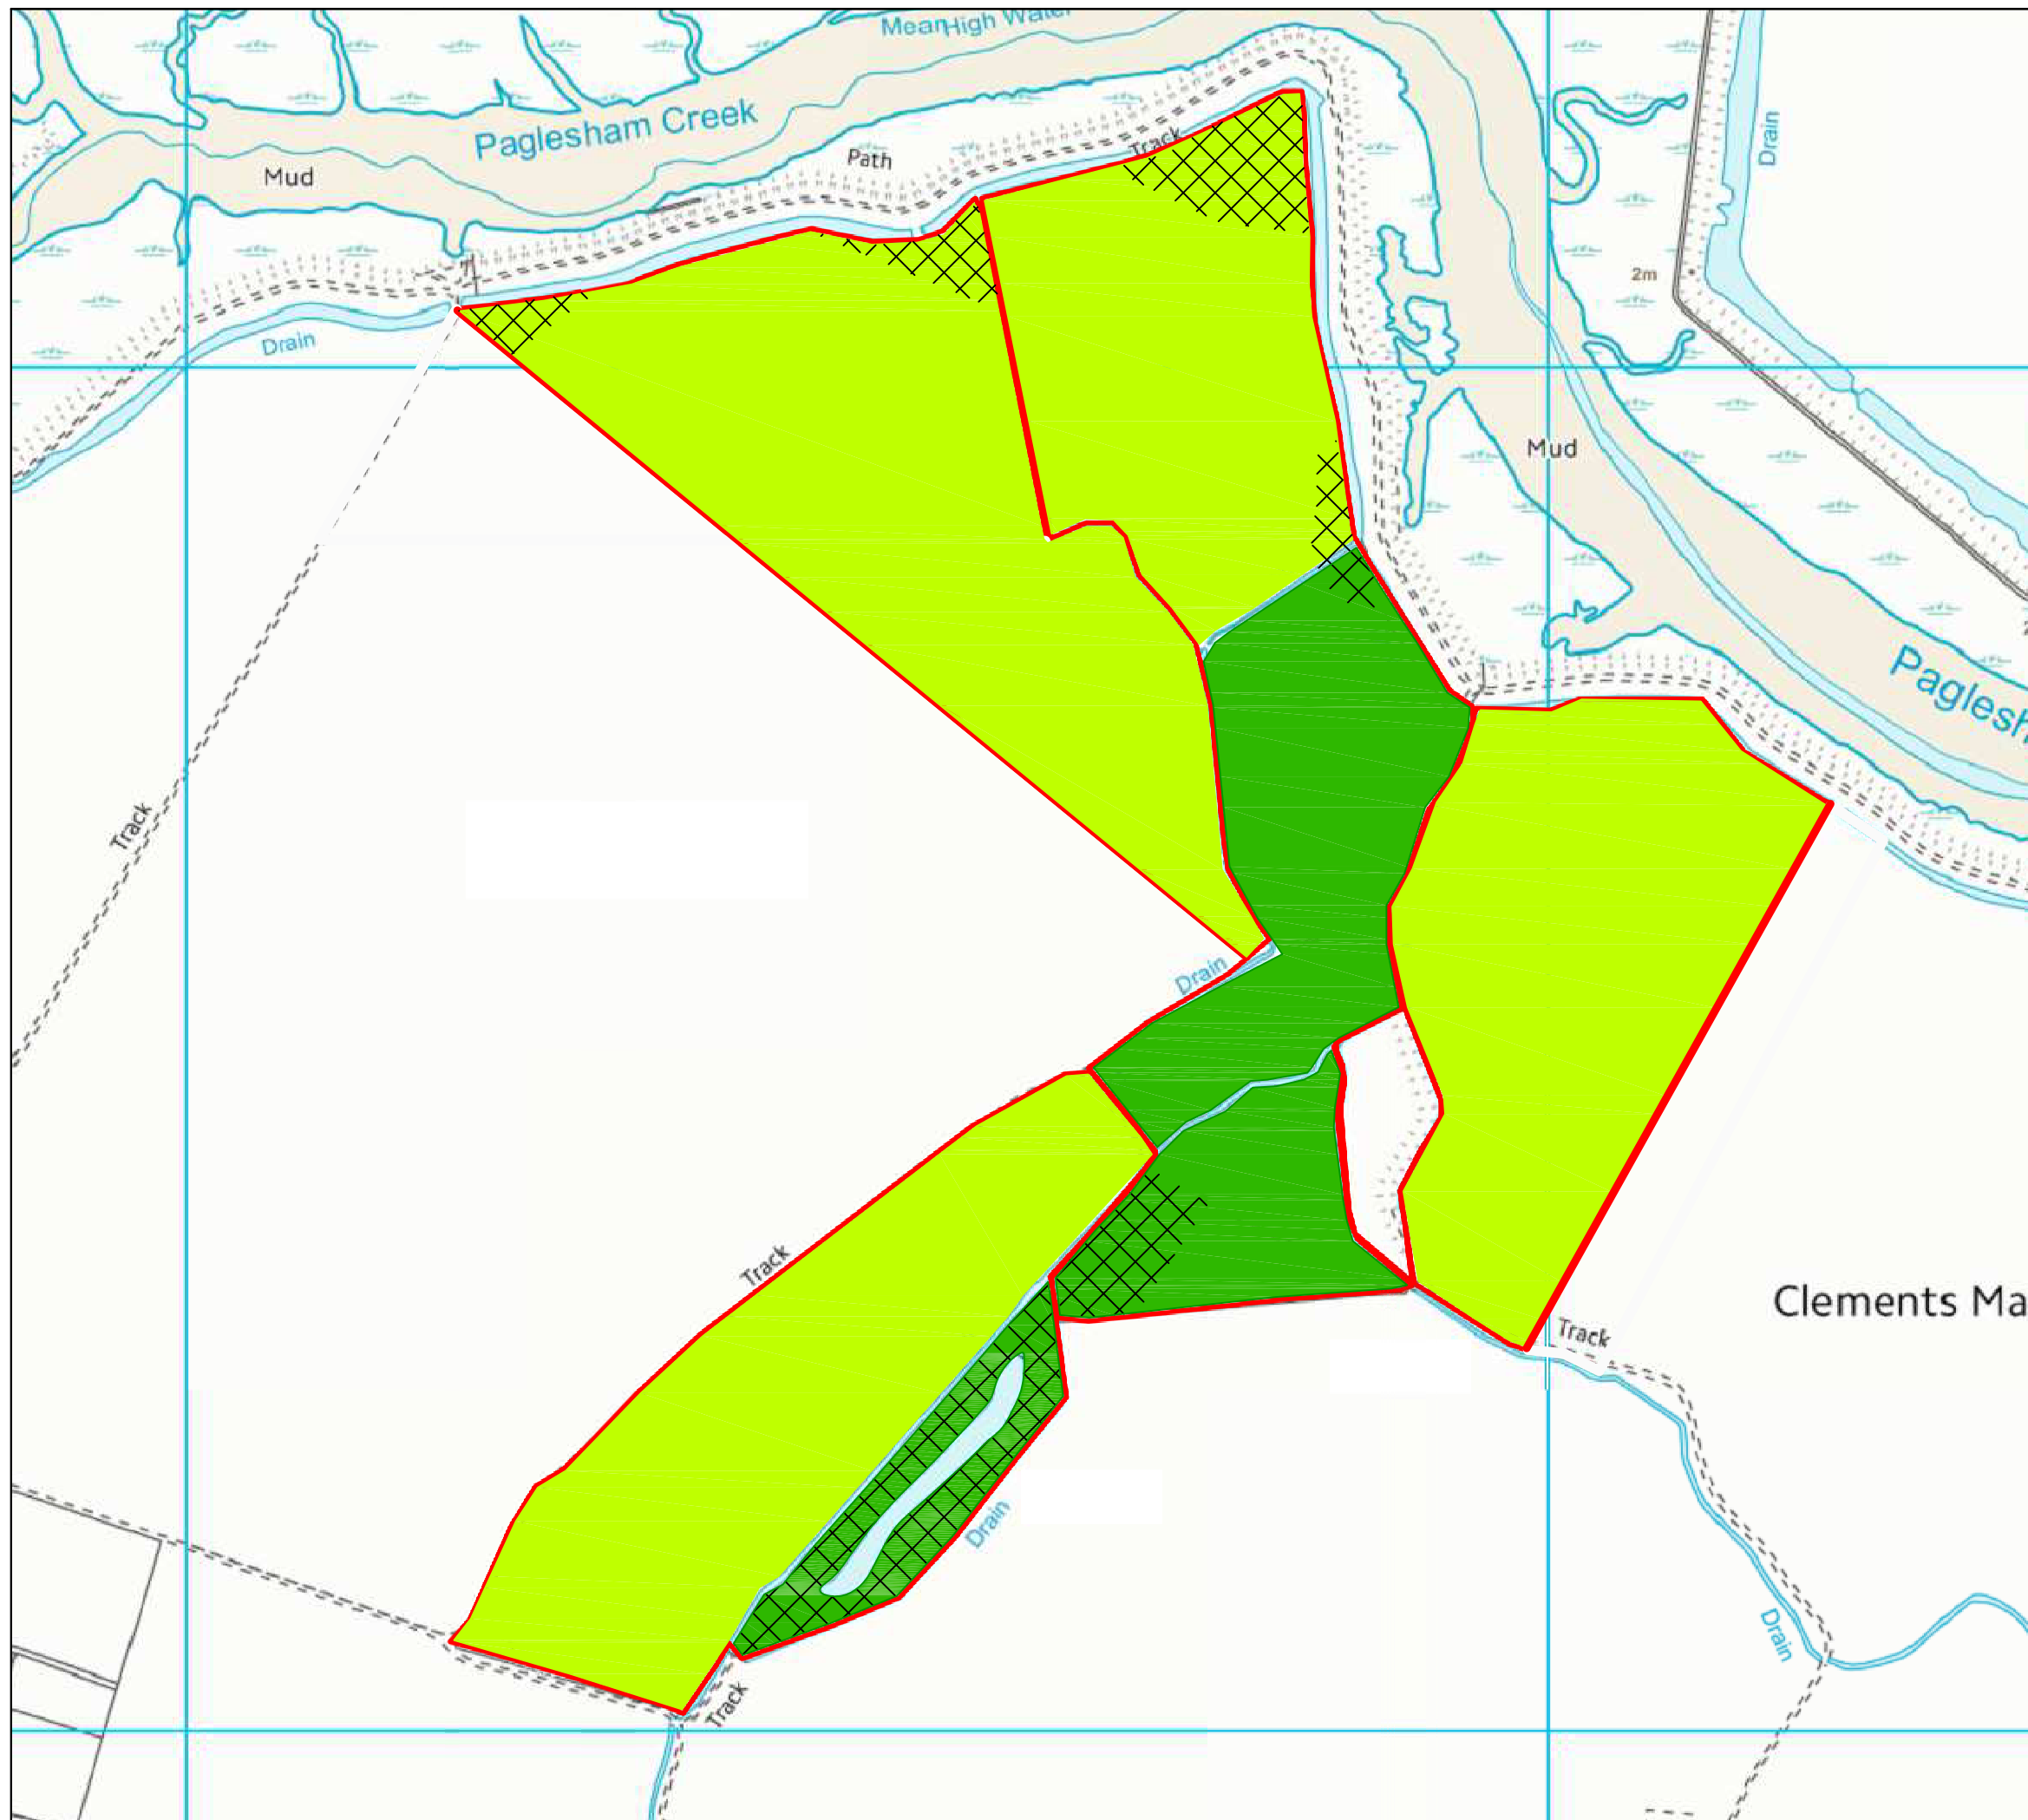 Mean High Water
Drain
Paglesham Creek
Track
Path
Mud
2m
Drain
Mud
Paglesh
Track
Drain
Track
Clements Ma
Track
Drain
Drain
Track